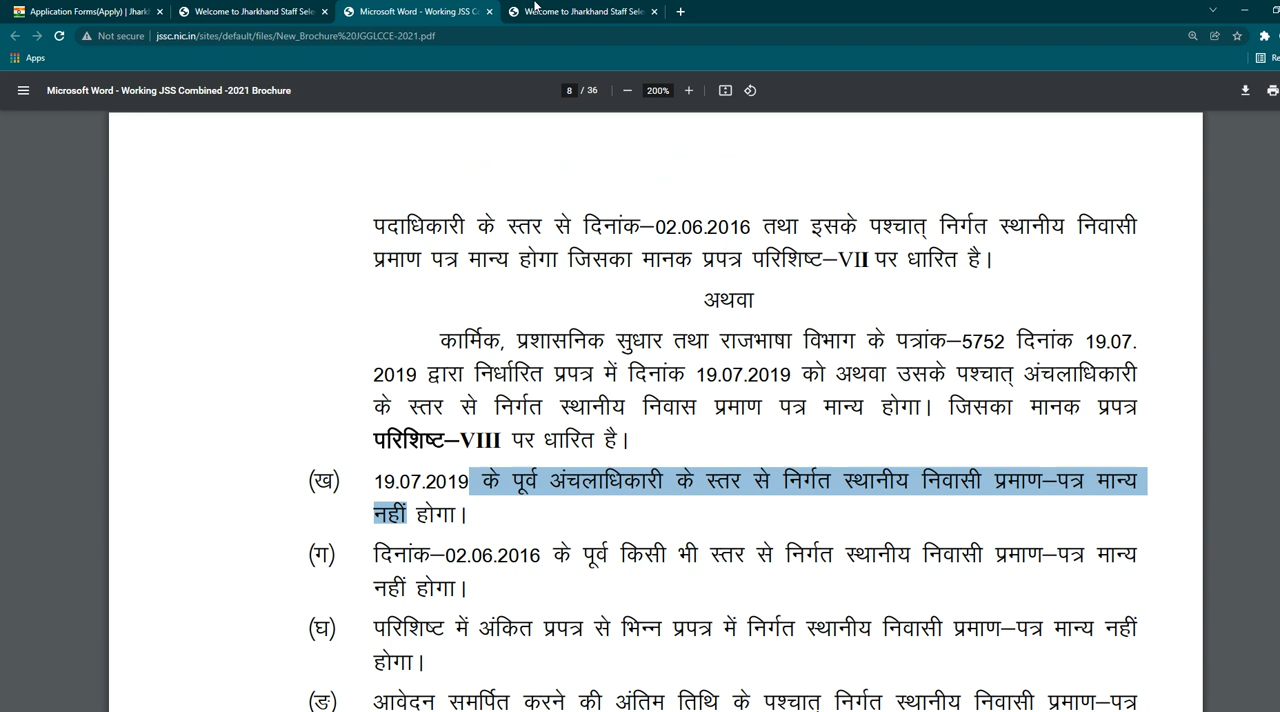 Application Forms(Apply) | Jhark
Welcome to Jharkhand Staff Sele
Microsoft Word - Working JSS Co
Welcome to Jharkhand Staff Sele
Not secure
jssc.nic.in/sites/default/files/New_Brochure%20JGGLCCE-2021.pdf
Apps
Re
Microsoft Word - Working JSS Combined -2021 Brochure
8 / 36
200%
पदाधिकारी के स्तर से दिनांक–02.06.2016 तथा इसके पश्चात् निर्गत स्थानीय निवासी
प्रमाण पत्र मान्य होगा जिसका मानक प्रपत्र परिशिष्ट–VII पर धारित है।
अथवा
कार्मिक, प्रशासनिक सुधार तथा राजभाषा विभाग के पत्रांक–5752 दिनांक 19.07.
2019 द्वारा निर्धारित प्रपत्र में दिनांक 19.07.2019 को अथवा उसके पश्चात् अंचलाधिकारी
के स्तर से निर्गत स्थानीय निवास प्रमाण पत्र मान्य होगा। जिसका मानक प्रपत्र
परिशिष्ट–VIII पर धारित है।
(ख) 19.07.2019 के पूर्व अंचलाधिकारी के स्तर से निर्गत स्थानीय निवासी प्रमाण–पत्र मान्य
नहीं होगा।
(ग) दिनांक–02.06.2016 के पूर्व किसी भी स्तर से निर्गत स्थानीय निवासी प्रमाण–पत्र मान्य
नहीं होगा।
(घ) परिशिष्ट में अंकित प्रपत्र से भिन्न प्रपत्र में निर्गत स्थानीय निवासी प्रमाण–पत्र मान्य नहीं
होगा।
(ङ) आवेदन समर्पित करने की अंतिम तिथि के पश्चात् निर्गत स्थानीय निवासी प्रमाण–पत्र